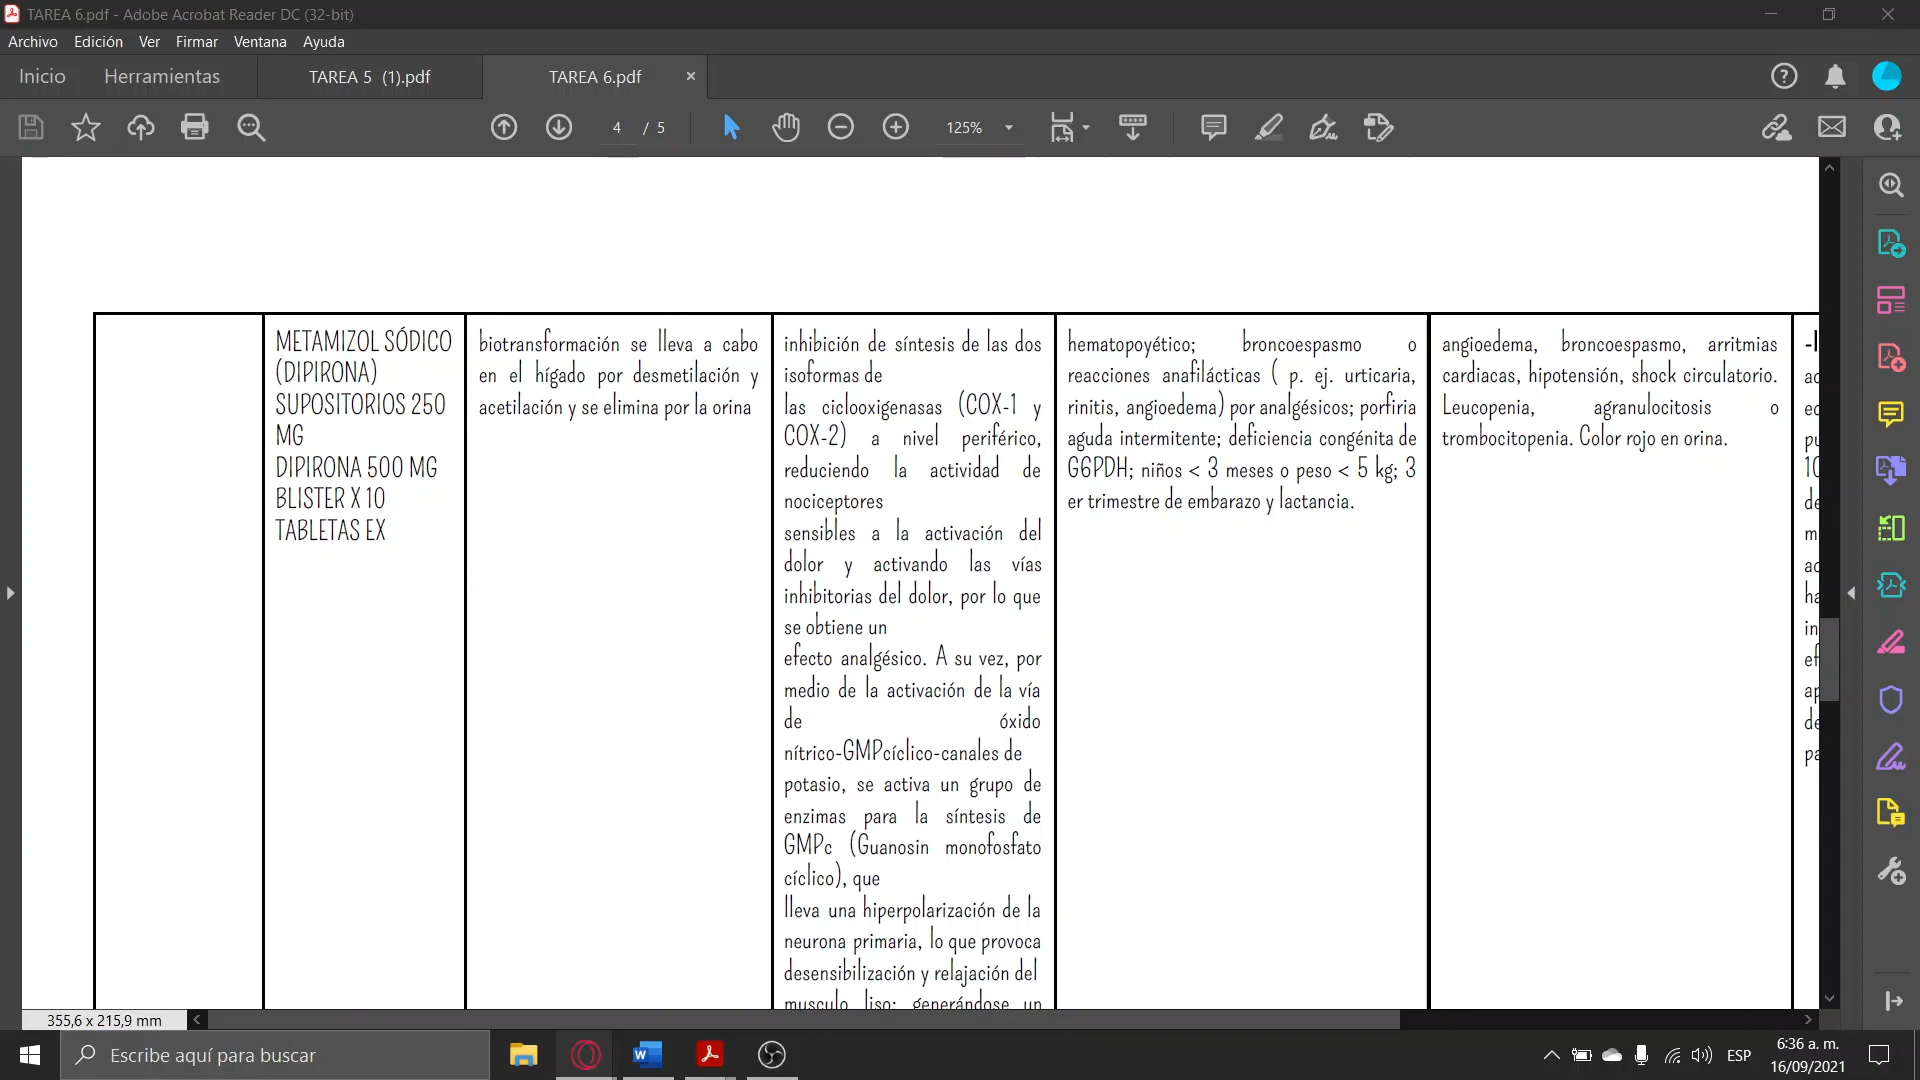 TAREA 6.pdf - Adobe Acrobat Reader DC (32-bit)
Archivo Edición Ver Firmar Ventana Ayuda
Inicio Herramientas TAREA 5 (1).pdf TAREA 6.pdf
4 / 5 125%
METAMIZOL SÓDICO
(DIPIRONA)
SUPOSITORIOS 250
MG
DIPIRONA 500 MG
BLISTER X 10
TABLETAS EX
biotransformación se lleva a cabo
en el hígado por desmetilación y
acetilación y se elimina por la orina
inhibición de síntesis de las dos
isoformas de
las ciclooxigenasas (COX-1 y
COX-2) a nivel periférico,
reduciendo la actividad de
nociceptores
sensibles a la activación del
dolor y activando las vías
inhibitorias del dolor, por lo que
se obtiene un
efecto analgésico. A su vez, por
medio de la activación de la vía
de óxido
nítrico-GMPcíclico-canales de
potasio, se activa un grupo de
enzimas para la síntesis de
GMPc (Guanosin monofosfato
cíclico), que
lleva una hiperpolarización de la
neurona primaria, lo que provoca
desensibilización y relajación del
musculo liso; generándose un
hematopoyético; broncoespasmo o
reacciones anafilácticas ( p. ej. urticaria,
rinitis, angioedema) por analgésicos; porfiria
aguda intermitente; deficiencia congénita de
G6PDH; niños < 3 meses o peso < 5 kg; 3
er trimestre de embarazo y lactancia.
angioedema, broncoespasmo, arritmias
cardiacas, hipotensión, shock circulatorio.
Leucopenia, agranulocitosis o
trombocitopenia. Color rojo en orina.
355,6 x 215,9 mm
Escribe aquí para buscar
ESP
6:36 a. m.
16/09/2021